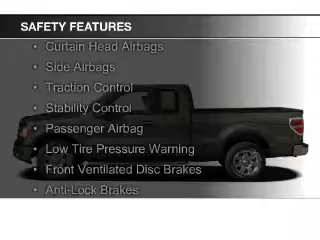 SAFETY FEATURES
• Curtain Head Airbags
• Side Airbags
• Traction Control
• Stability Control
• Passenger Airbag
• Low Tire Pressure Warning
• Front Ventilated Disc Brakes
• Anti-Lock Brakes